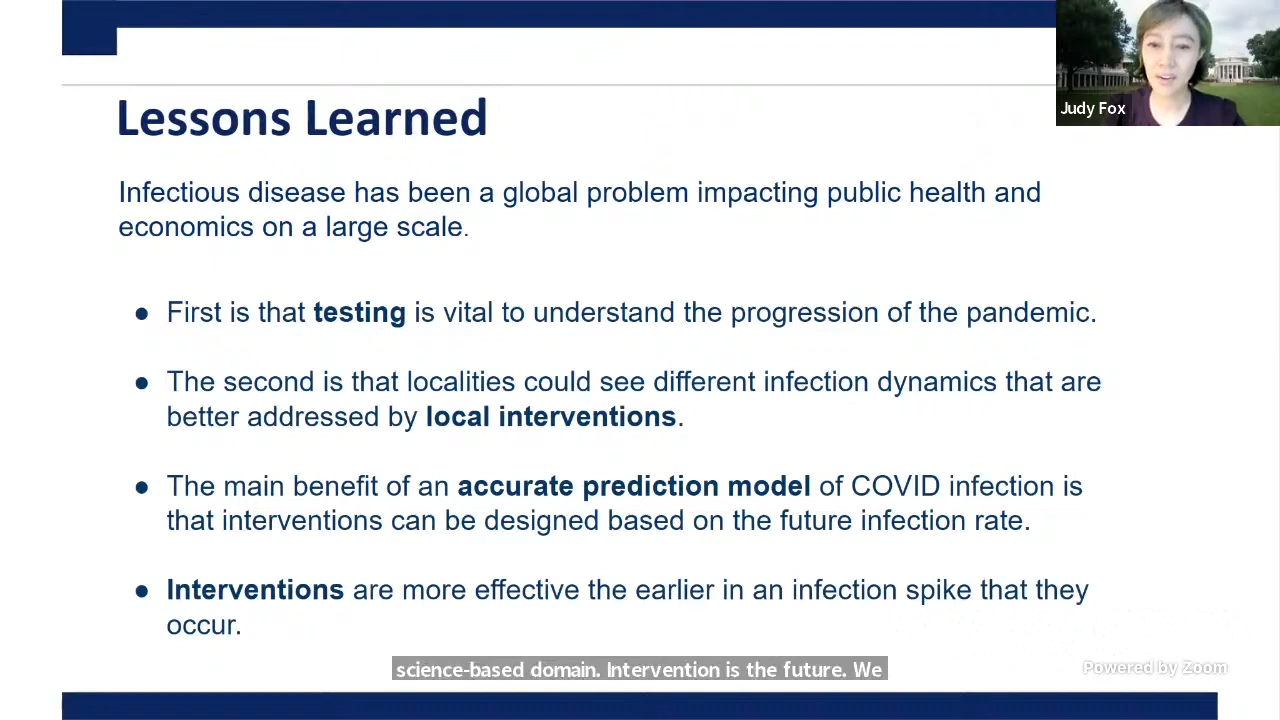 Judy Fox
Lessons Learned
Infectious disease has been a global problem impacting public health and
economics on a large scale.
● First is that testing is vital to understand the progression of the pandemic.
● The second is that localities could see different infection dynamics that are
better addressed by local interventions.
● The main benefit of an accurate prediction model of COVID infection is
that interventions can be designed based on the future infection rate.
● Interventions are more effective the earlier in an infection spike that they
occur.
science-based domain. Intervention is the future. We
Powered by Zoom